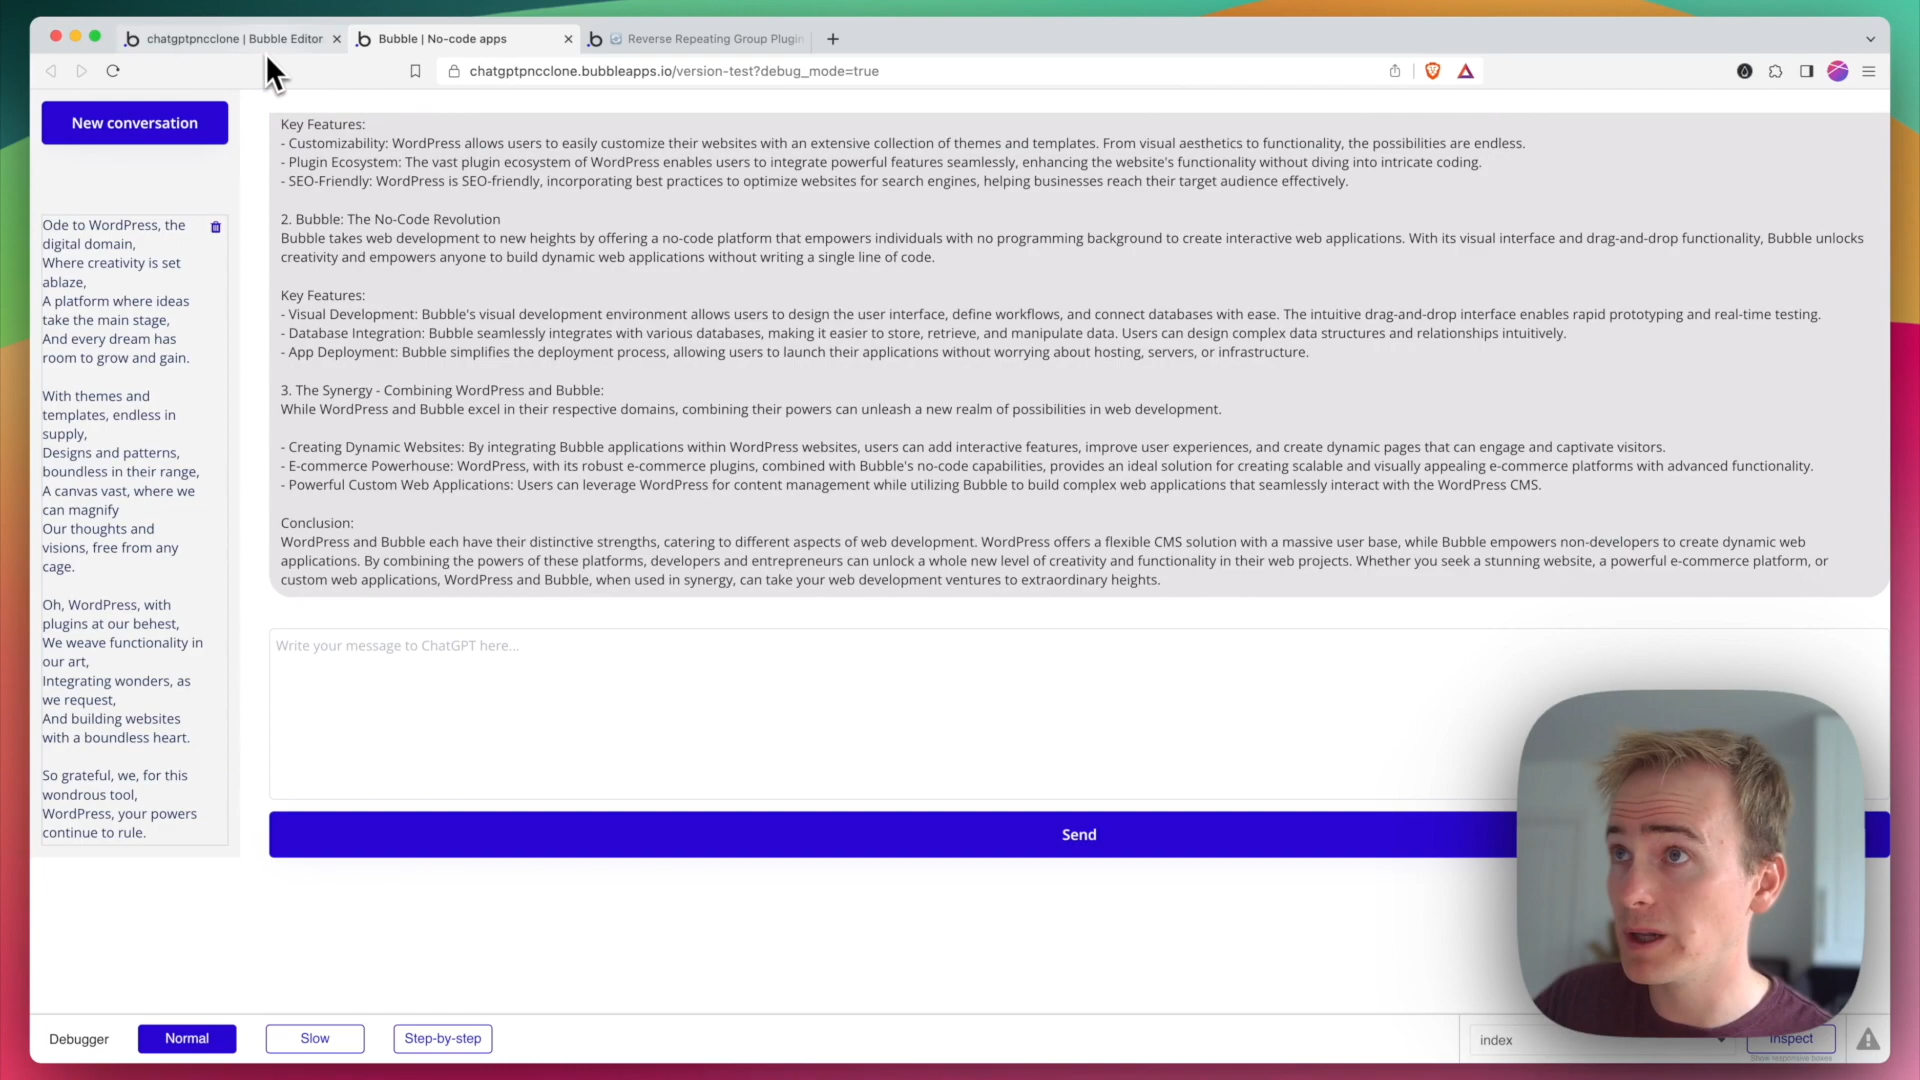 chatgptpncclone | Bubble Editor
Bubble | No-code apps
Reverse Repeating Group Plugin
chatgptpncclone.bubbleapps.io/version-test?debug_mode=true
New conversation
Ode to WordPress, the
digital domain,
Where creativity is set
ablaze,
A platform where ideas
take the main stage,
And every dream has
room to grow and gain.
With themes and
templates, endless in
supply,
Designs and patterns,
boundless in their range,
A canvas vast, where we
can magnify
Our thoughts and
visions, free from any
cage.
Oh, WordPress, with
plugins at our behest,
We weave functionality in
our art,
Integrating wonders, as
we request,
And building websites
with a boundless heart.
So grateful, we, for this
wondrous tool,
WordPress, your powers
continue to rule.
Key Features:
- Customizability: WordPress allows users to easily customize their websites with an extensive collection of themes and templates. From visual aesthetics to functionality, the possibilities are endless.
- Plugin Ecosystem: The vast plugin ecosystem of WordPress enables users to integrate powerful features seamlessly, enhancing the website's functionality without diving into intricate coding.
- SEO-Friendly: WordPress is SEO-friendly, incorporating best practices to optimize websites for search engines, helping businesses reach their target audience effectively.
2. Bubble: The No-Code Revolution
Bubble takes web development to new heights by offering a no-code platform that empowers individuals with no programming background to create interactive web applications. With its visual interface and drag-and-drop functionality, Bubble unlocks
creativity and empowers anyone to build dynamic web applications without writing a single line of code.
Key Features:
- Visual Development: Bubble's visual development environment allows users to design the user interface, define workflows, and connect databases with ease. The intuitive drag-and-drop interface enables rapid prototyping and real-time testing.
- Database Integration: Bubble seamlessly integrates with various databases, making it easier to store, retrieve, and manipulate data. Users can design complex data structures and relationships intuitively.
- App Deployment: Bubble simplifies the deployment process, allowing users to launch their applications without worrying about hosting, servers, or infrastructure.
3. The Synergy - Combining WordPress and Bubble:
While WordPress and Bubble excel in their respective domains, combining their powers can unleash a new realm of possibilities in web development.
- Creating Dynamic Websites: By integrating Bubble applications within WordPress websites, users can add interactive features, improve user experiences, and create dynamic pages that can engage and captivate visitors.
- E-commerce Powerhouse: WordPress, with its robust e-commerce plugins, combined with Bubble's no-code capabilities, provides an ideal solution for creating scalable and visually appealing e-commerce platforms with advanced functionality.
- Powerful Custom Web Applications: Users can leverage WordPress for content management while utilizing Bubble to build complex web applications that seamlessly interact with the WordPress CMS.
Conclusion:
WordPress and Bubble each have their distinctive strengths, catering to different aspects of web development. WordPress offers a flexible CMS solution with a massive user base, while Bubble empowers non-developers to create dynamic web
applications. By combining the powers of these platforms, developers and entrepreneurs can unlock a whole new level of creativity and functionality in their web projects. Whether you seek a stunning website, a powerful e-commerce platform, or
custom web applications, WordPress and Bubble, when used in synergy, can take your web development ventures to extraordinary heights.
Write your message to ChatGPT here...
Send
Debugger
Normal
Slow
Step-by-step
index
Inspect
Show responsive boxes